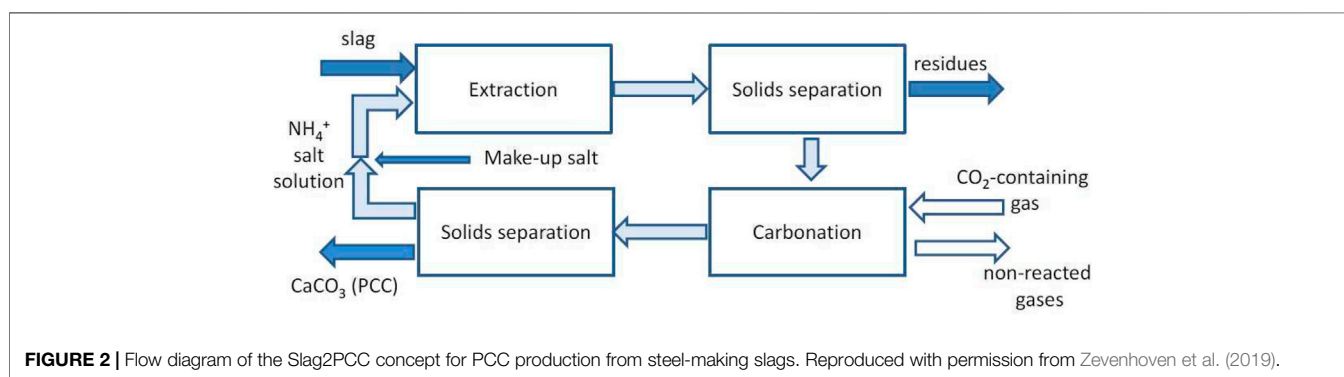 slag
Extraction
Solids separation
residues
NH₄⁺
salt
solution
Make-up salt
CO₂-containing
gas
Solids separation
Carbonation
CaCO₃ (PCC)
non-reacted
gases
FIGURE 2 | Flow diagram of the Slag2PCC concept for PCC production from steel-making slags. Reproduced with permission from Zevenhoven et al. (2019).